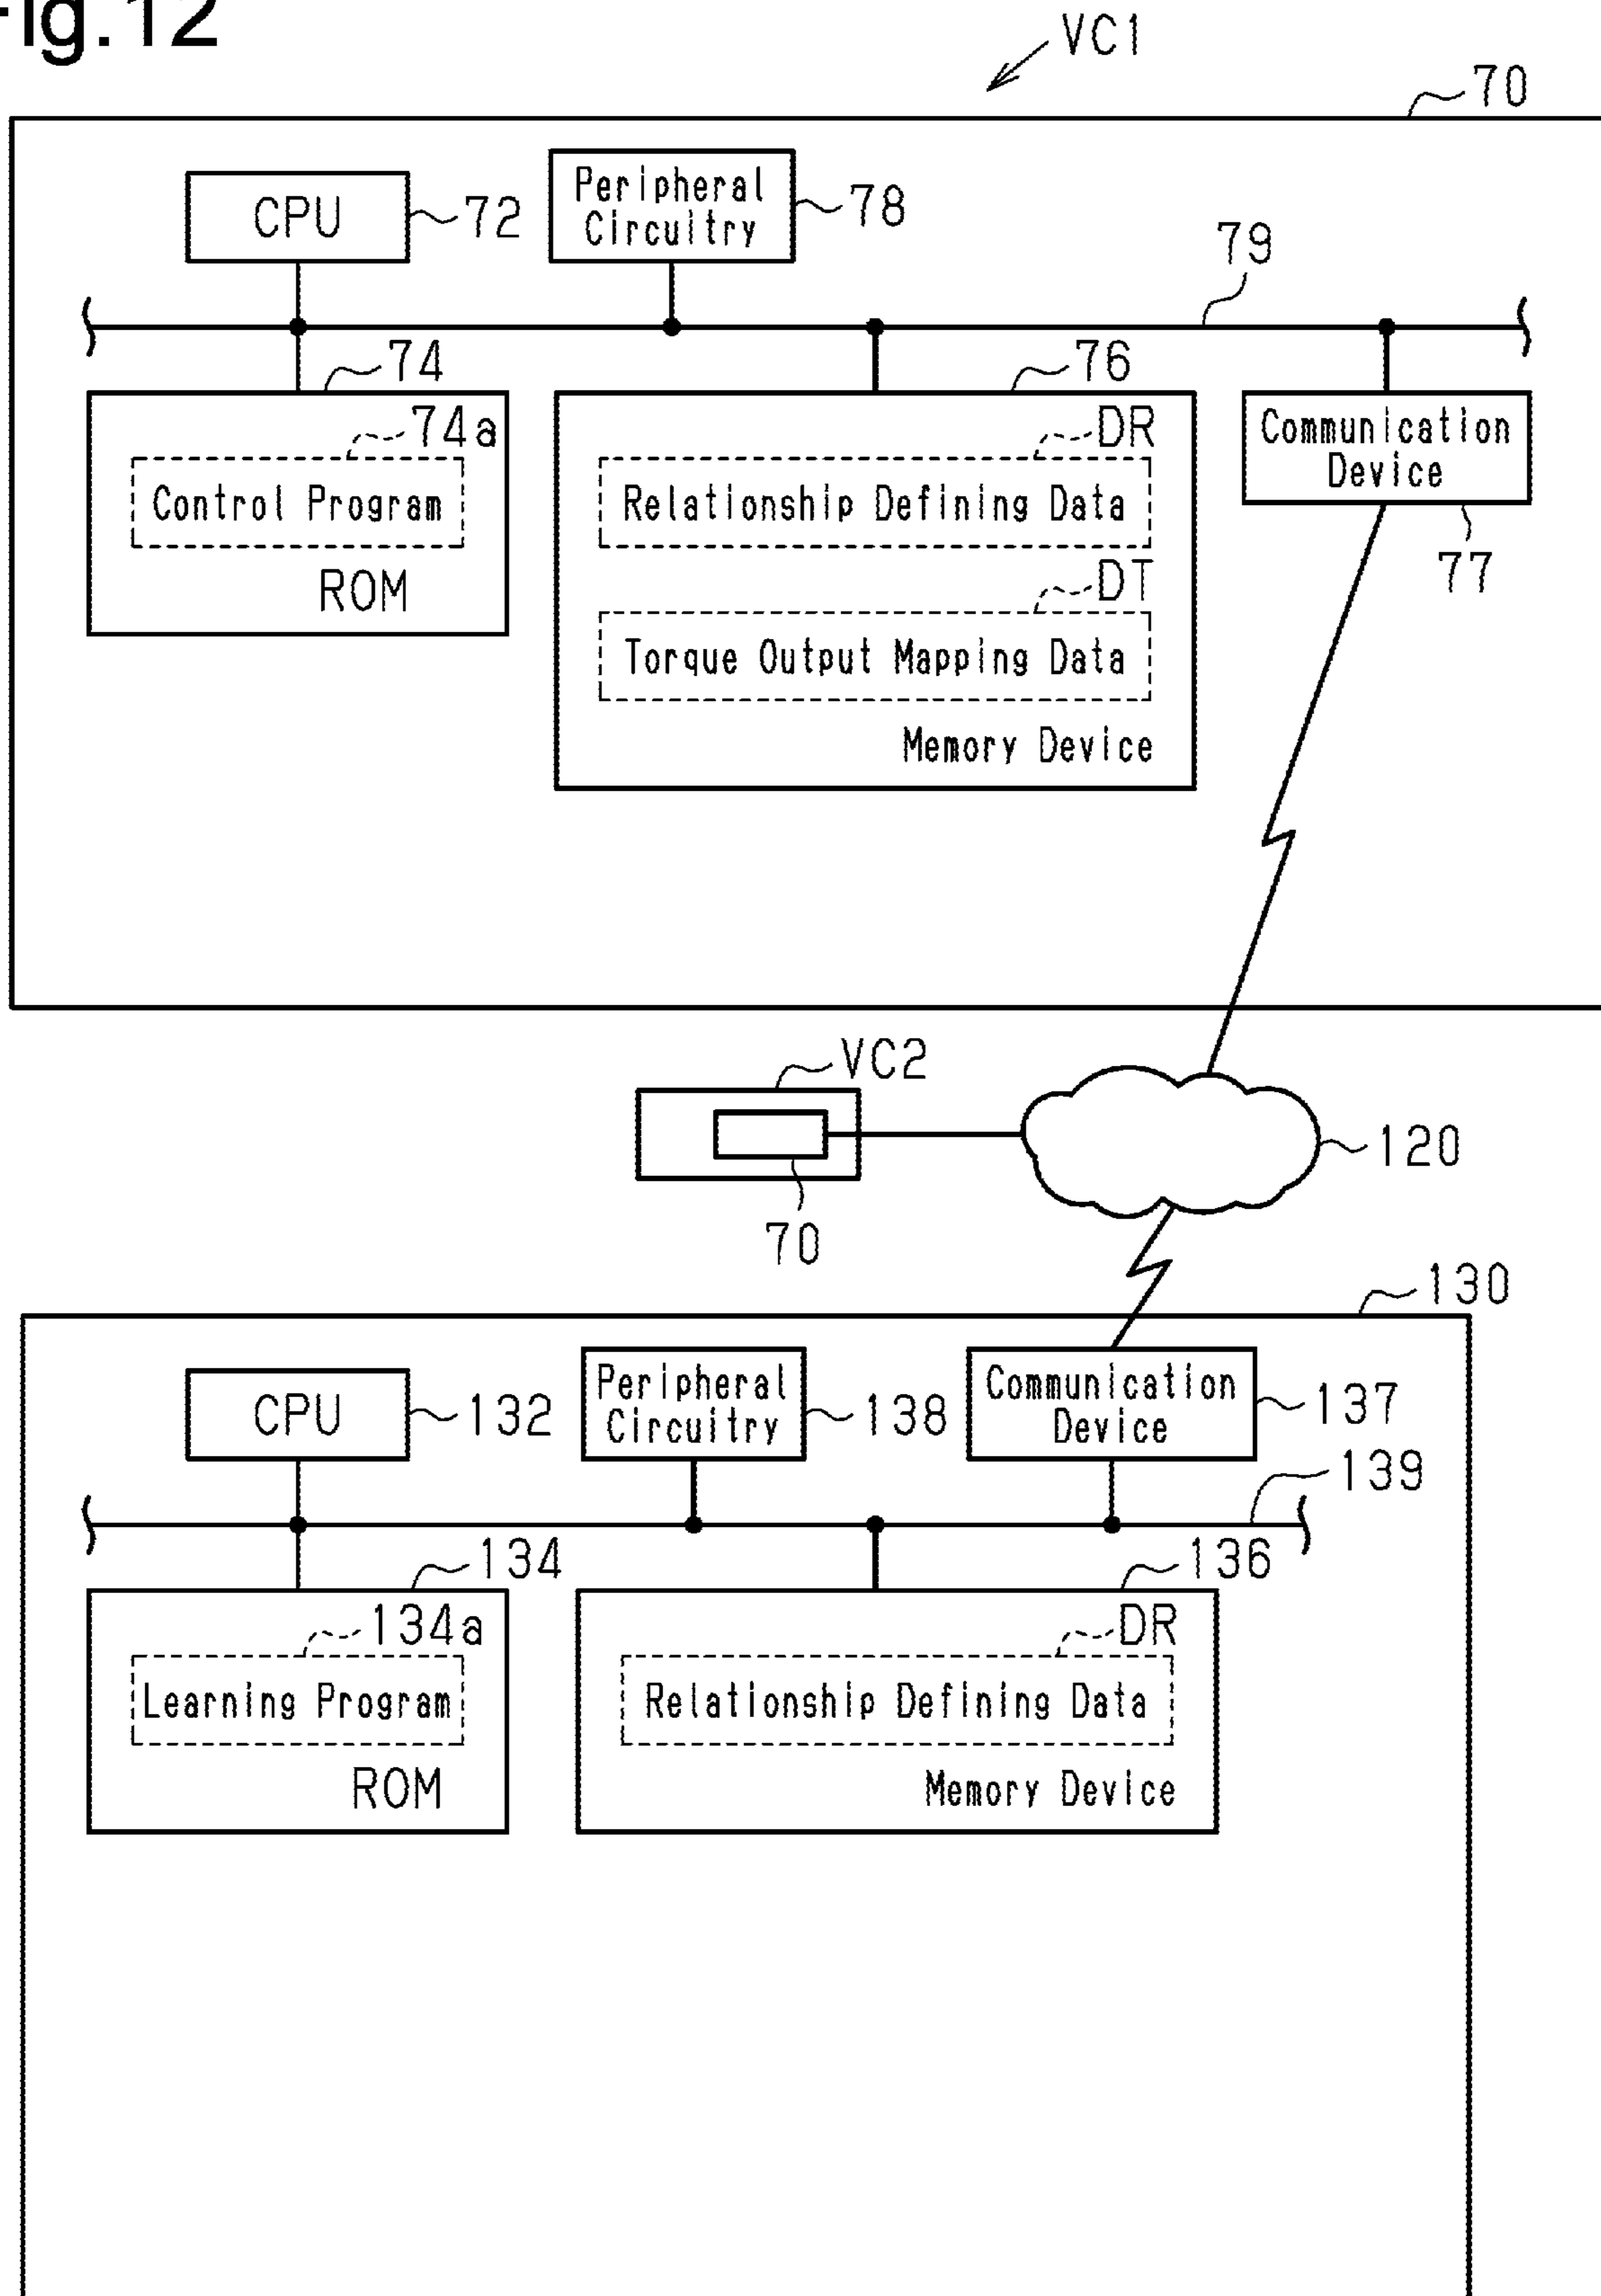 Fig.12
VC1
70
CPU
72
Peripheral
Circuitry
78
79
74
76
74a
Control Program
ROM
DR
Relationship Defining Data
DT
Torque Output Mapping Data
Memory Device
Communication
Device
77
VC2
70
120
130
CPU
132
Peripheral
Circuitry
138
Communication
Device
137
139
134
136
134a
Learning Program
ROM
DR
Relationship Defining Data
Memory Device